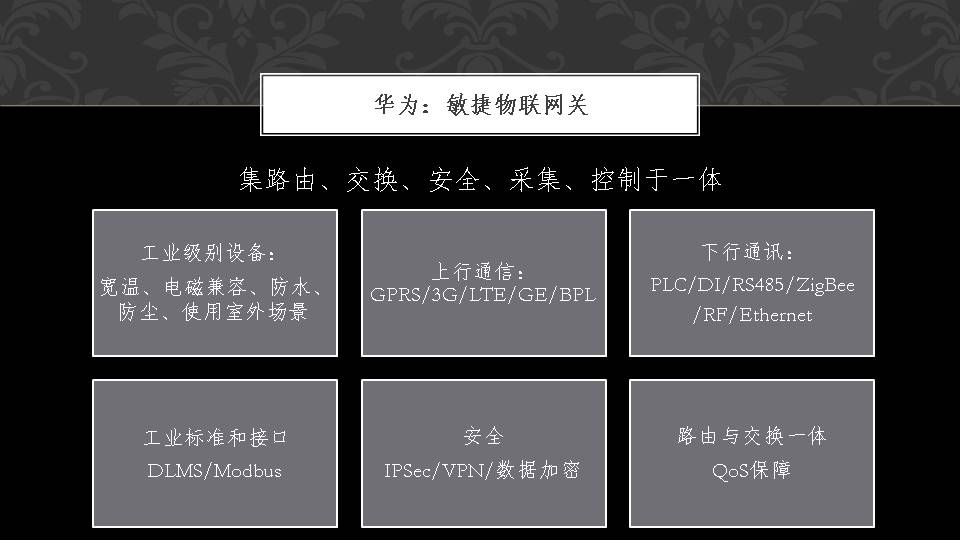 华为：敏捷物联网关
集路由、交换、安全、采集、控制于一体
工业级别设备：
宽温、电磁兼容、防水、
防尘、使用室外场景
上行通信：
GPRS/3G/LTE/GE/BPL
下行通讯：
PLC/DI/RS485/ZigBee
/RF/Ethernet
工业标准和接口
DLMS/Modbus
安全
IPSec/VPN/数据加密
路由与交换一体
QoS保障